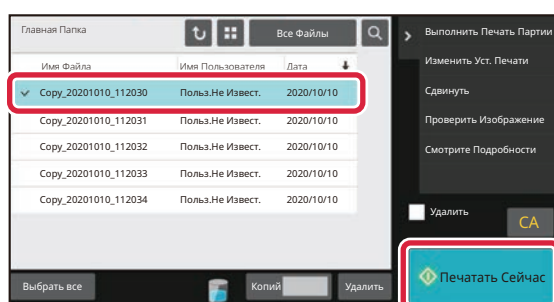 Главная Папка
Все Файлы
Имя Файла Имя Пользователя Дата
Copy_20201010_112030 Польз.Не Извест. 2020/10/10
Copy_20201010_112031 Польз.Не Извест. 2020/10/10
Copy_20201010_112032 Польз.Не Извест. 2020/10/10
Copy_20201010_112033 Польз.Не Извест. 2020/10/10
Copy_20201010_112034 Польз.Не Извест. 2020/10/10
Выбрать все
Копий
Удалить
Выполнить Печать Партии
Изменить Уст. Печати
Сдвинуть
Проверить Изображение
Смотрите Подробности
Удалить
CA
Печатать Сейчас